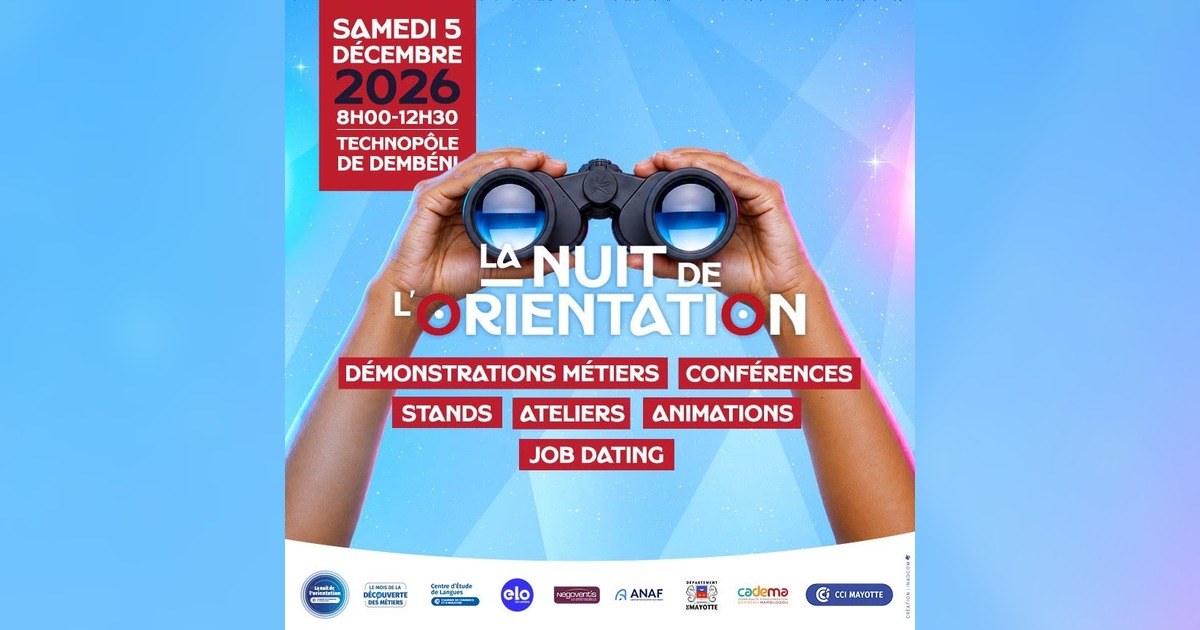 SAMEDI 5
DÉCEMBRE
2026
8H00-12H30
TECHNOPÔLE
DE DEMBÉNI
LA NUIT DE
L'ORIENTATION
DÉMONSTRATIONS MÉTIERS
CONFÉRENCES
STANDS
ATELIERS
ANIMATIONS
JOB DATING
La nuit de
l'orientation
LE MOIS DE LA
DÉCOUVERTE
DES MÉTIERS
Centre d'Étude
de Langues
elo
Negoventis
ANAF
DÉPARTEMENT
DE MAYOTTE
cadema
CCI MAYOTTE
CRÉATION : INADCOM